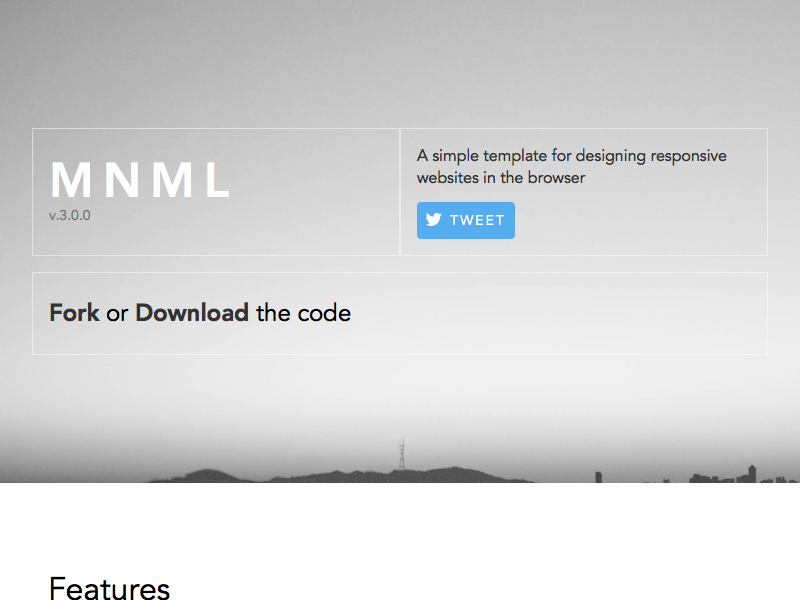 MNML
v.3.0.0
A simple template for designing responsive
websites in the browser
TWEET
Fork or Download the code
Features